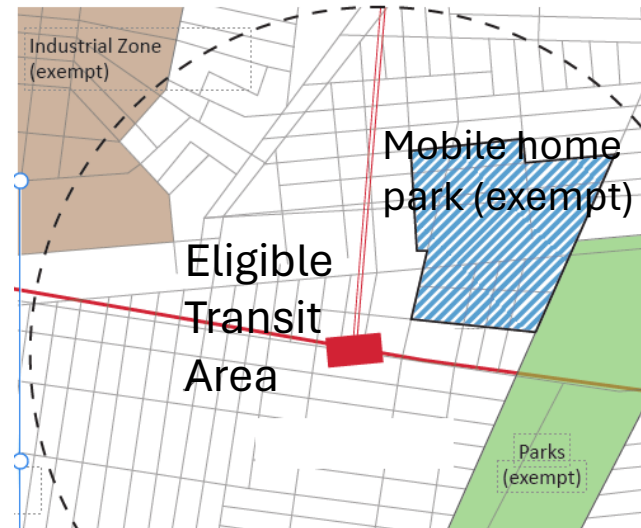 Industrial Zone
(exempt)
Mobile home
park (exempt)
Eligible
Transit
Area
Parks
(exempt)